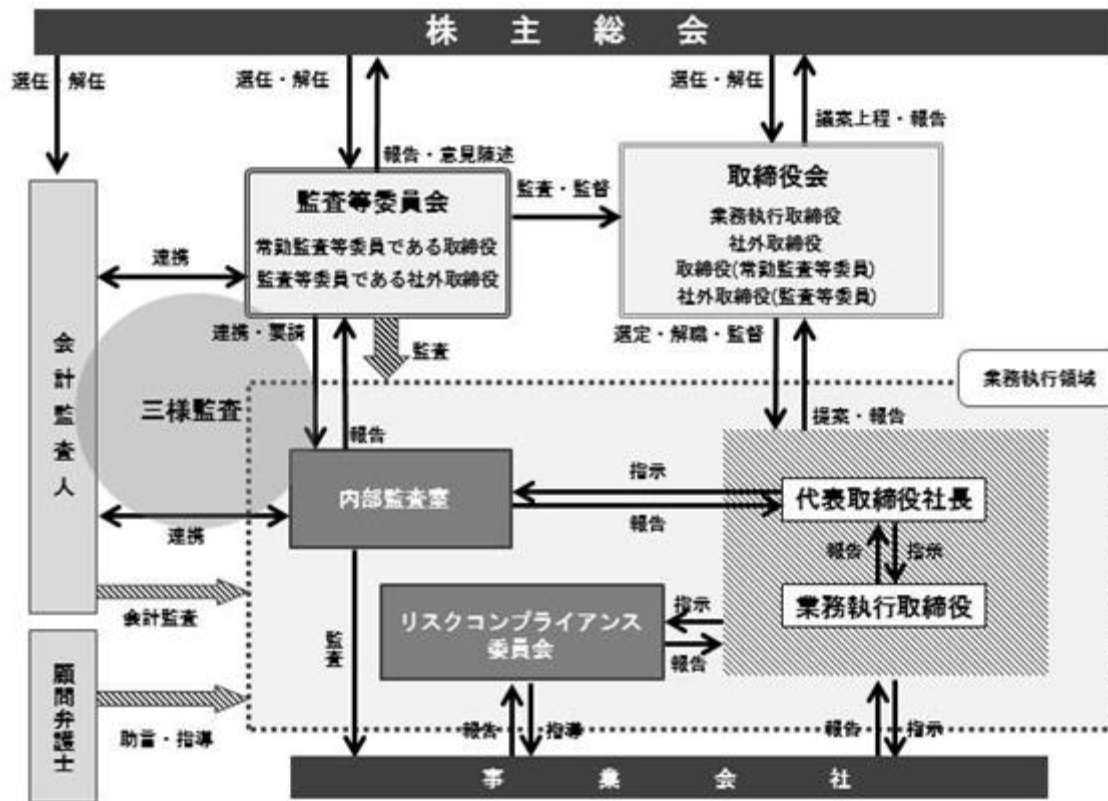 株主総会
選任・解任
選任・解任
選任・解任
議案上程・報告
報告・意見陳述
監査等委員会
常勤監査等委員である取締役
監査等委員である社外取締役
監査・監督
取締役会
業務執行取締役
社外取締役
取締役(常勤監査等委員)
社外取締役(監査等委員)
連携
連携・要請
監査
選定・解職・監督
業務執行領域
会計監査人
三様監査
報告
提案・報告
内部監査室
指示
報告
代表取締役社長
連携
報告
指示
会計監査
リスクコンプライアンス
委員会
指示
報告
業務執行取締役
監査
顧問弁護士
助言・指導
報告
指導
報告
指示
事業会社